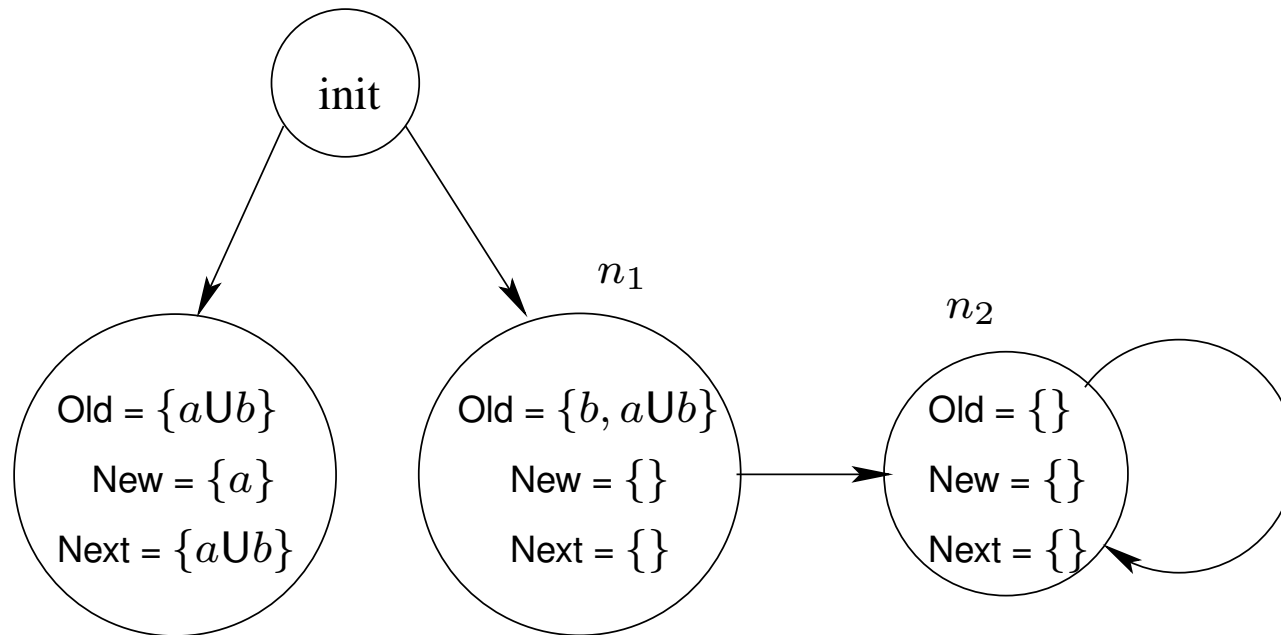 init
n₁
n₂
Old = {aUb}
New = {a}
Next = {aUb}
Old = {b, aUb}
New = {}
Next = {}
Old = {}
New = {}
Next = {}